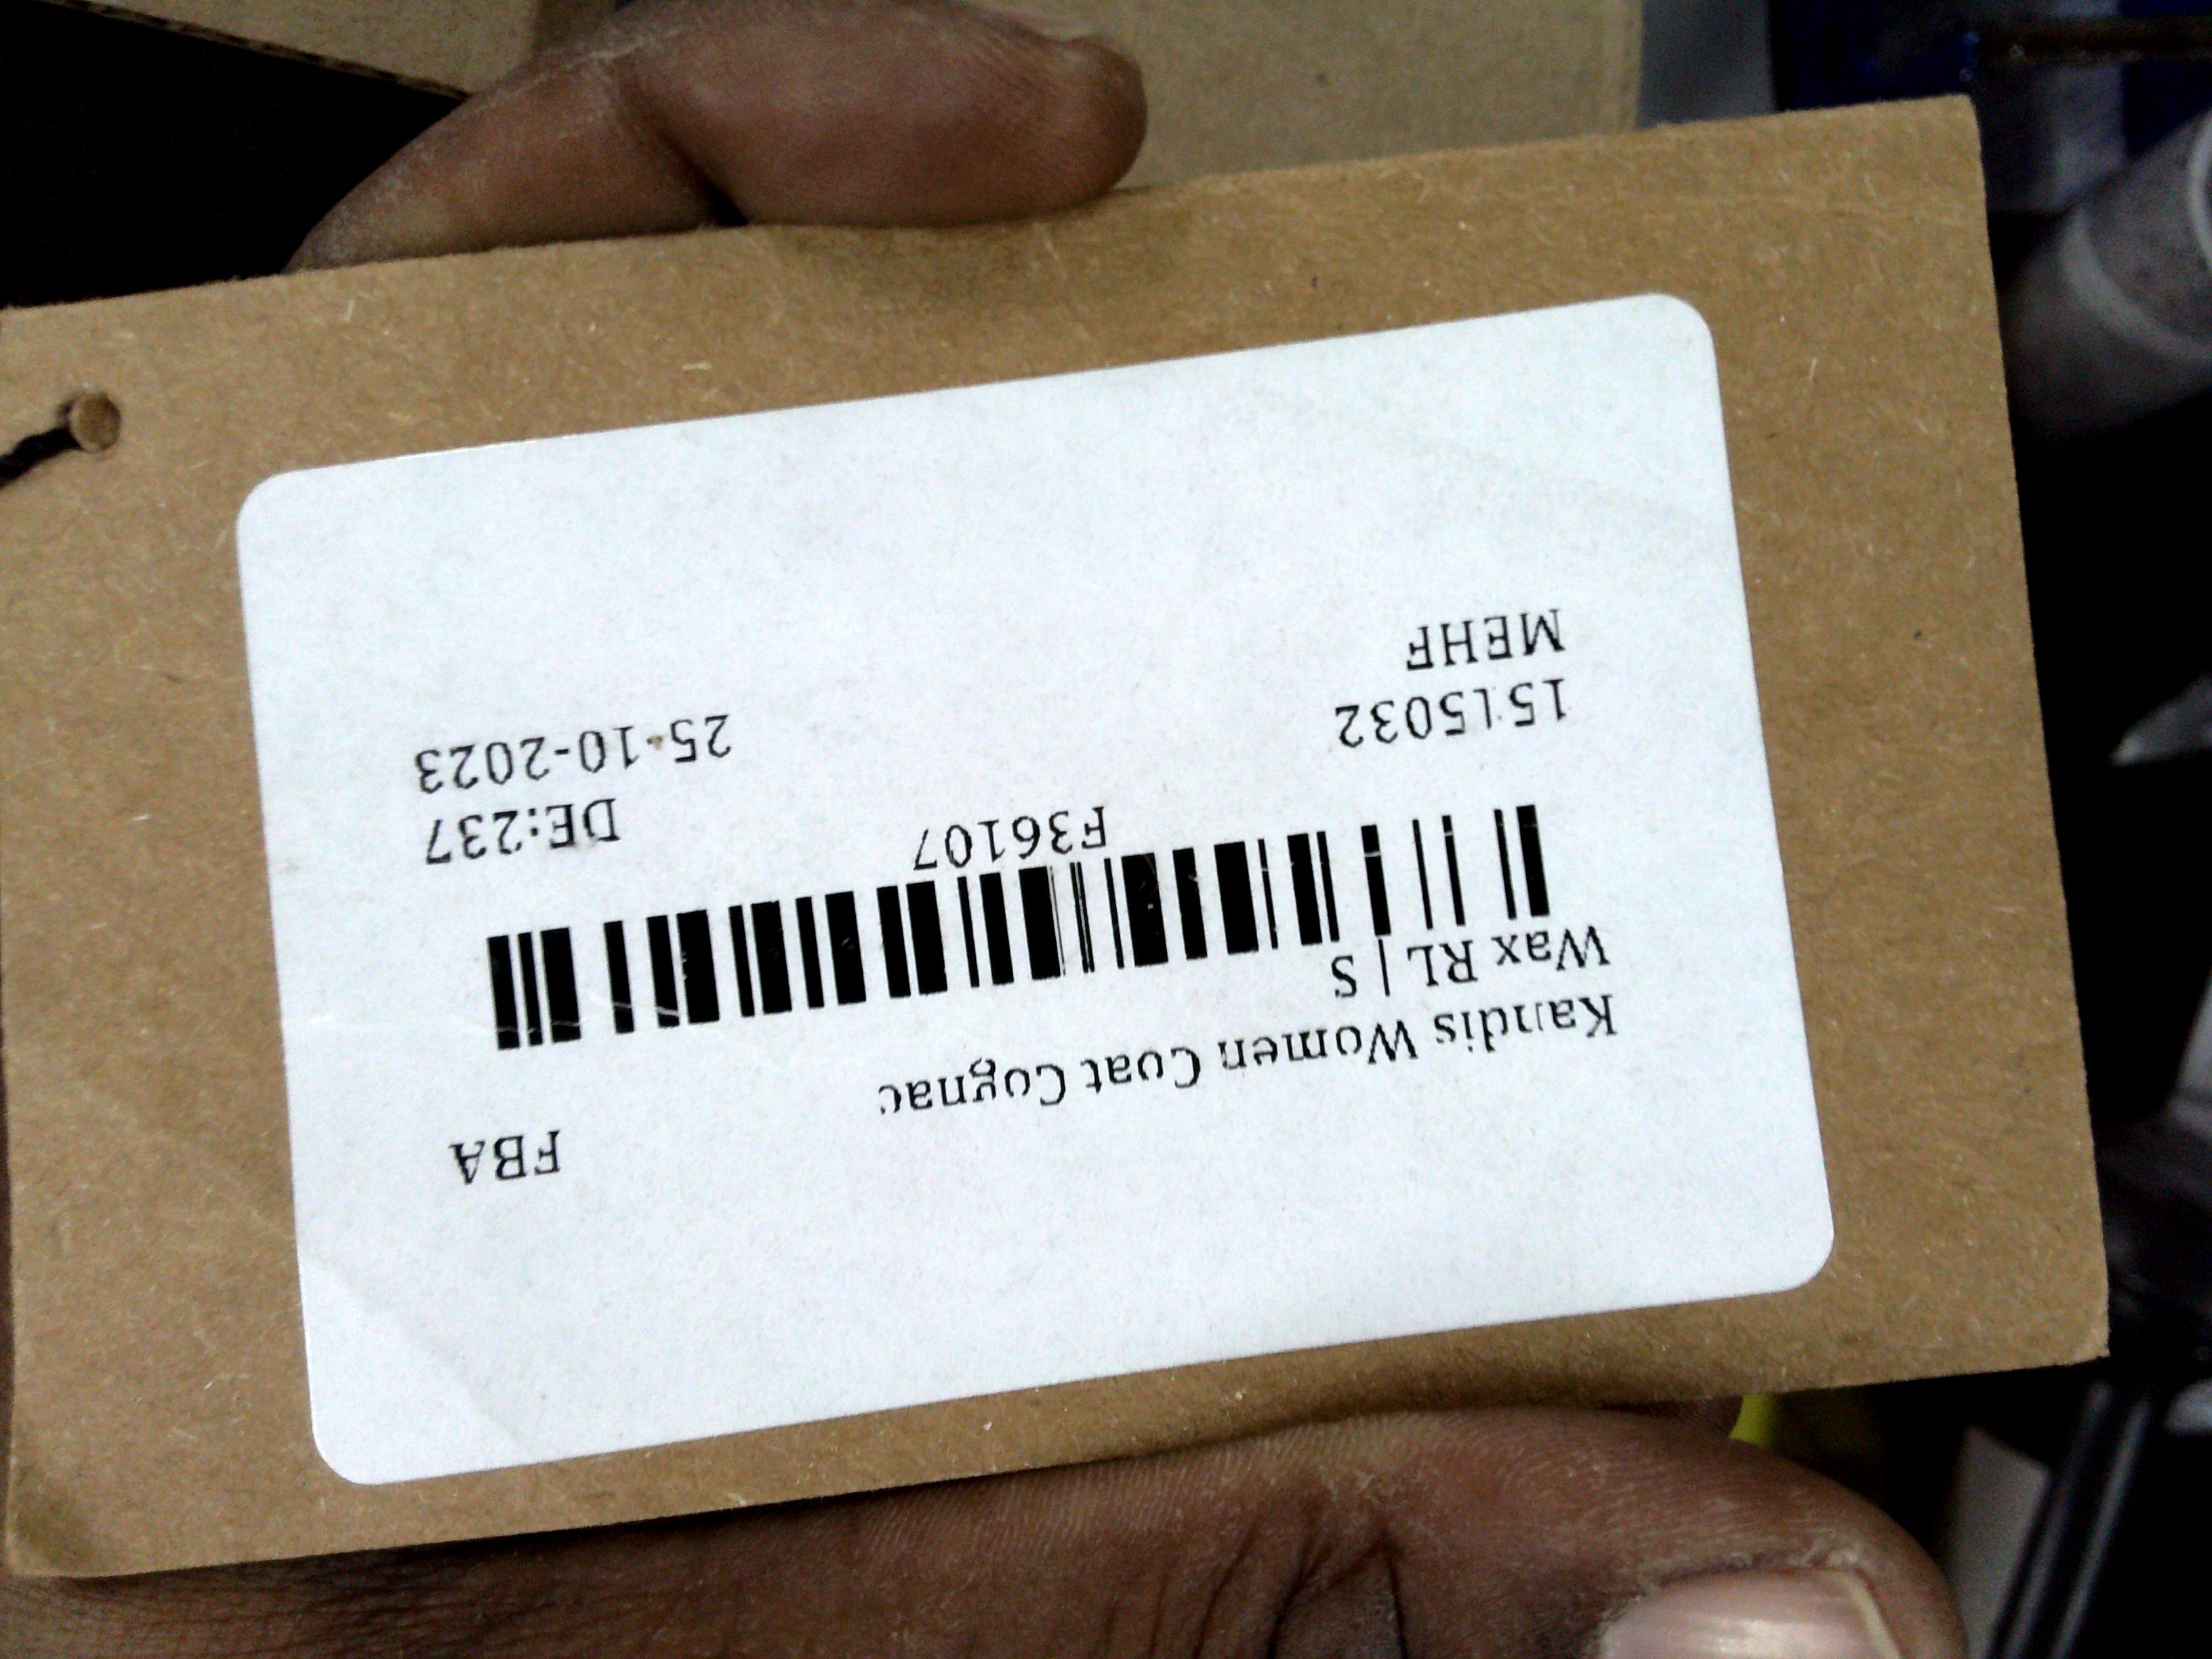 FBA
Kandis Women Coat Cognac
Wax RL | S
F36107
DE:237
1515032
25-10-2023
MEHF